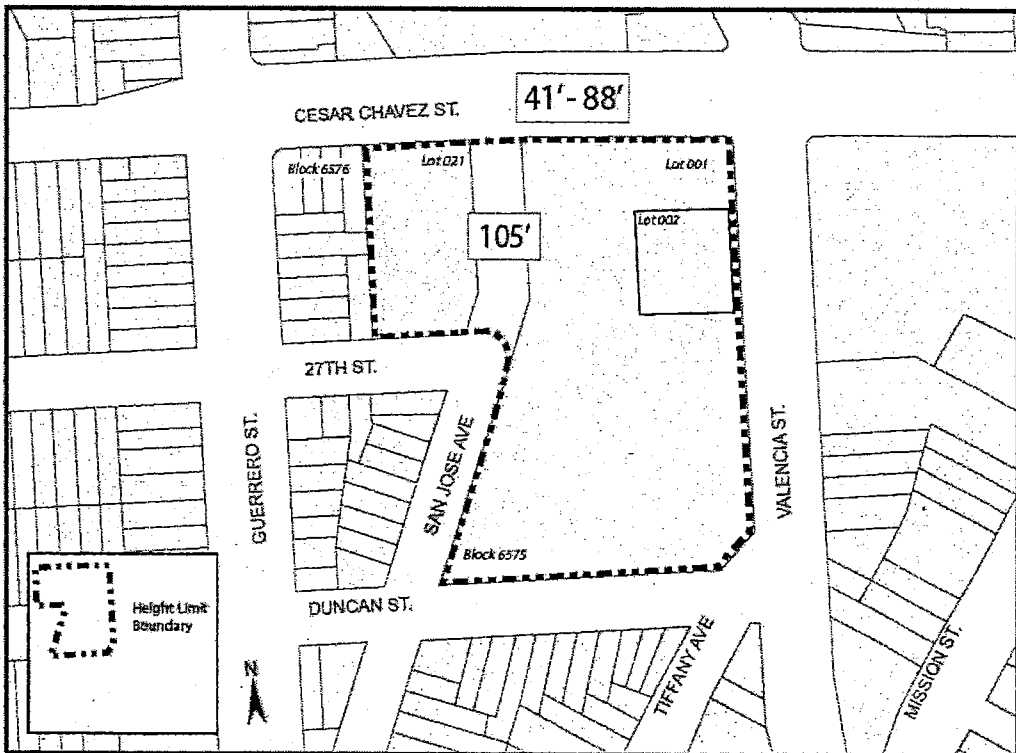 41'-88'
CESAR CHAVEZ ST.
Block 6576
Lot 021
Lot 001
Lot 002
105'
27TH ST.
GUERRERO ST.
SAN JOSE AVE
VALENCIA ST.
Block 6575
DUNCAN ST.
TIFFANY AVE
MISSION ST.
Height Limit
Boundary
N